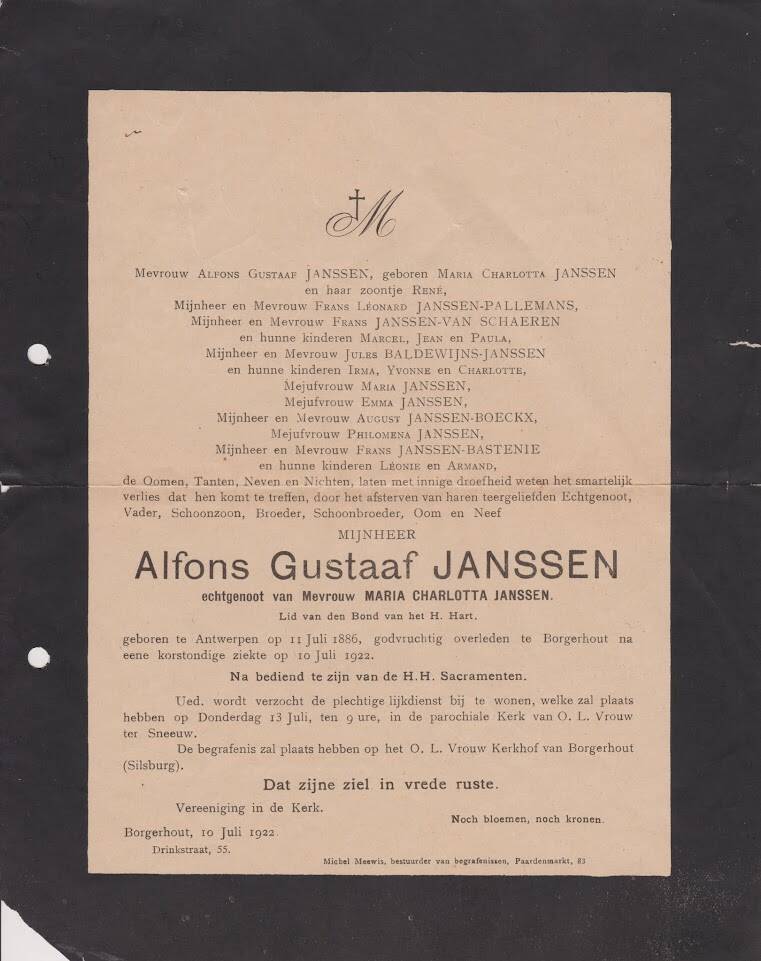 M
Mevrouw Alfons Gustaaf JANSSEN, geboren Maria Charlotta JANSSEN
en haar zoontje René,
Mijnheer en Mevrouw Frans Léonard JANSSEN-PALLEMANS,
Mijnheer en Mevrouw Frans JANSSEN-VAN SCHAEREN
en hunne kinderen Marcel, Jean en Paula,
Mijnheer en Mevrouw Jules BALDEWIJNS-JANSSEN
en hunne kinderen Irma, Yvonne en Charlotte,
Mejufvrouw Maria JANSSEN,
Mejufvrouw Emma JANSSEN,
Mijnheer en Mevrouw August JANSSEN-BOECKX,
Mejufvrouw Philomena JANSSEN,
Mijnheer en Mevrouw Frans JANSSEN-BASTENIE
en hunne kinderen Léonie en Armand,
de Oomen, Tanten, Neven en Nichten, laten met innige droefheid weten het smartelijk
verlies dat hen komt te treffen, door het afsterven van haren teergeliefden Echtgenoot,
Vader, Schoonzoon, Broeder, Schoonbroeder, Oom en Neef
MIJNHEER
Alfons Gustaaf JANSSEN
echtgenoot van Mevrouw MARIA CHARLOTTA JANSSEN.
Lid van den Bond van het H. Hart.
geboren te Antwerpen op 11 Juli 1886, godvruchtig overleden te Borgerhout na
eene korstondige ziekte op 10 Juli 1922.
Na bediend te zijn van de H.H. Sacramenten.
Ued. wordt verzocht de plechtige lijkdienst bij te wonen, welke zal plaats
hebben op Donderdag 13 Juli, ten 9 ure, in de parochiale Kerk van O. L. Vrouw
ter Sneeuw.
De begrafenis zal plaats hebben op het O. L. Vrouw Kerkhof van Borgerhout
(Silsburg).
Dat zijne ziel in vrede ruste.
Vereeniging in de Kerk.
Noch bloemen, noch kronen.
Borgerhout, 10 Juli 1922.
Drinkstraat, 55.
Michel Meewis, bestuurder van begrafenissen, Paardenmarkt, 83